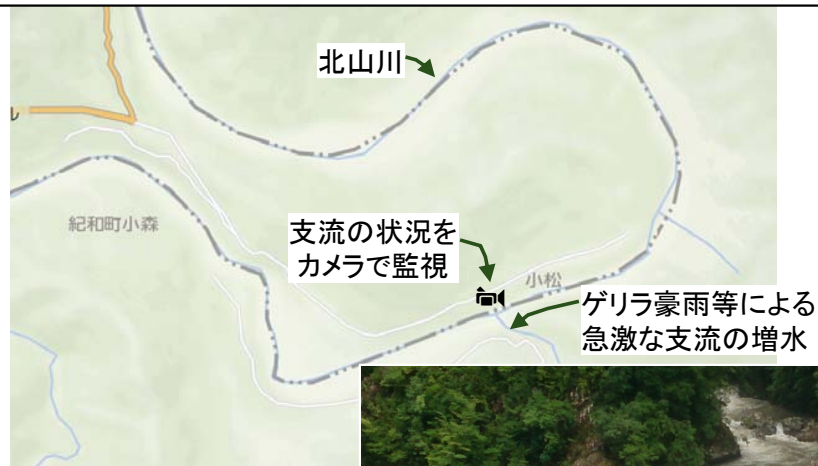 北山川
紀和町小森
支流の状況を
カメラで監視
小松
ゲリラ豪雨等による
急激な支流の増水